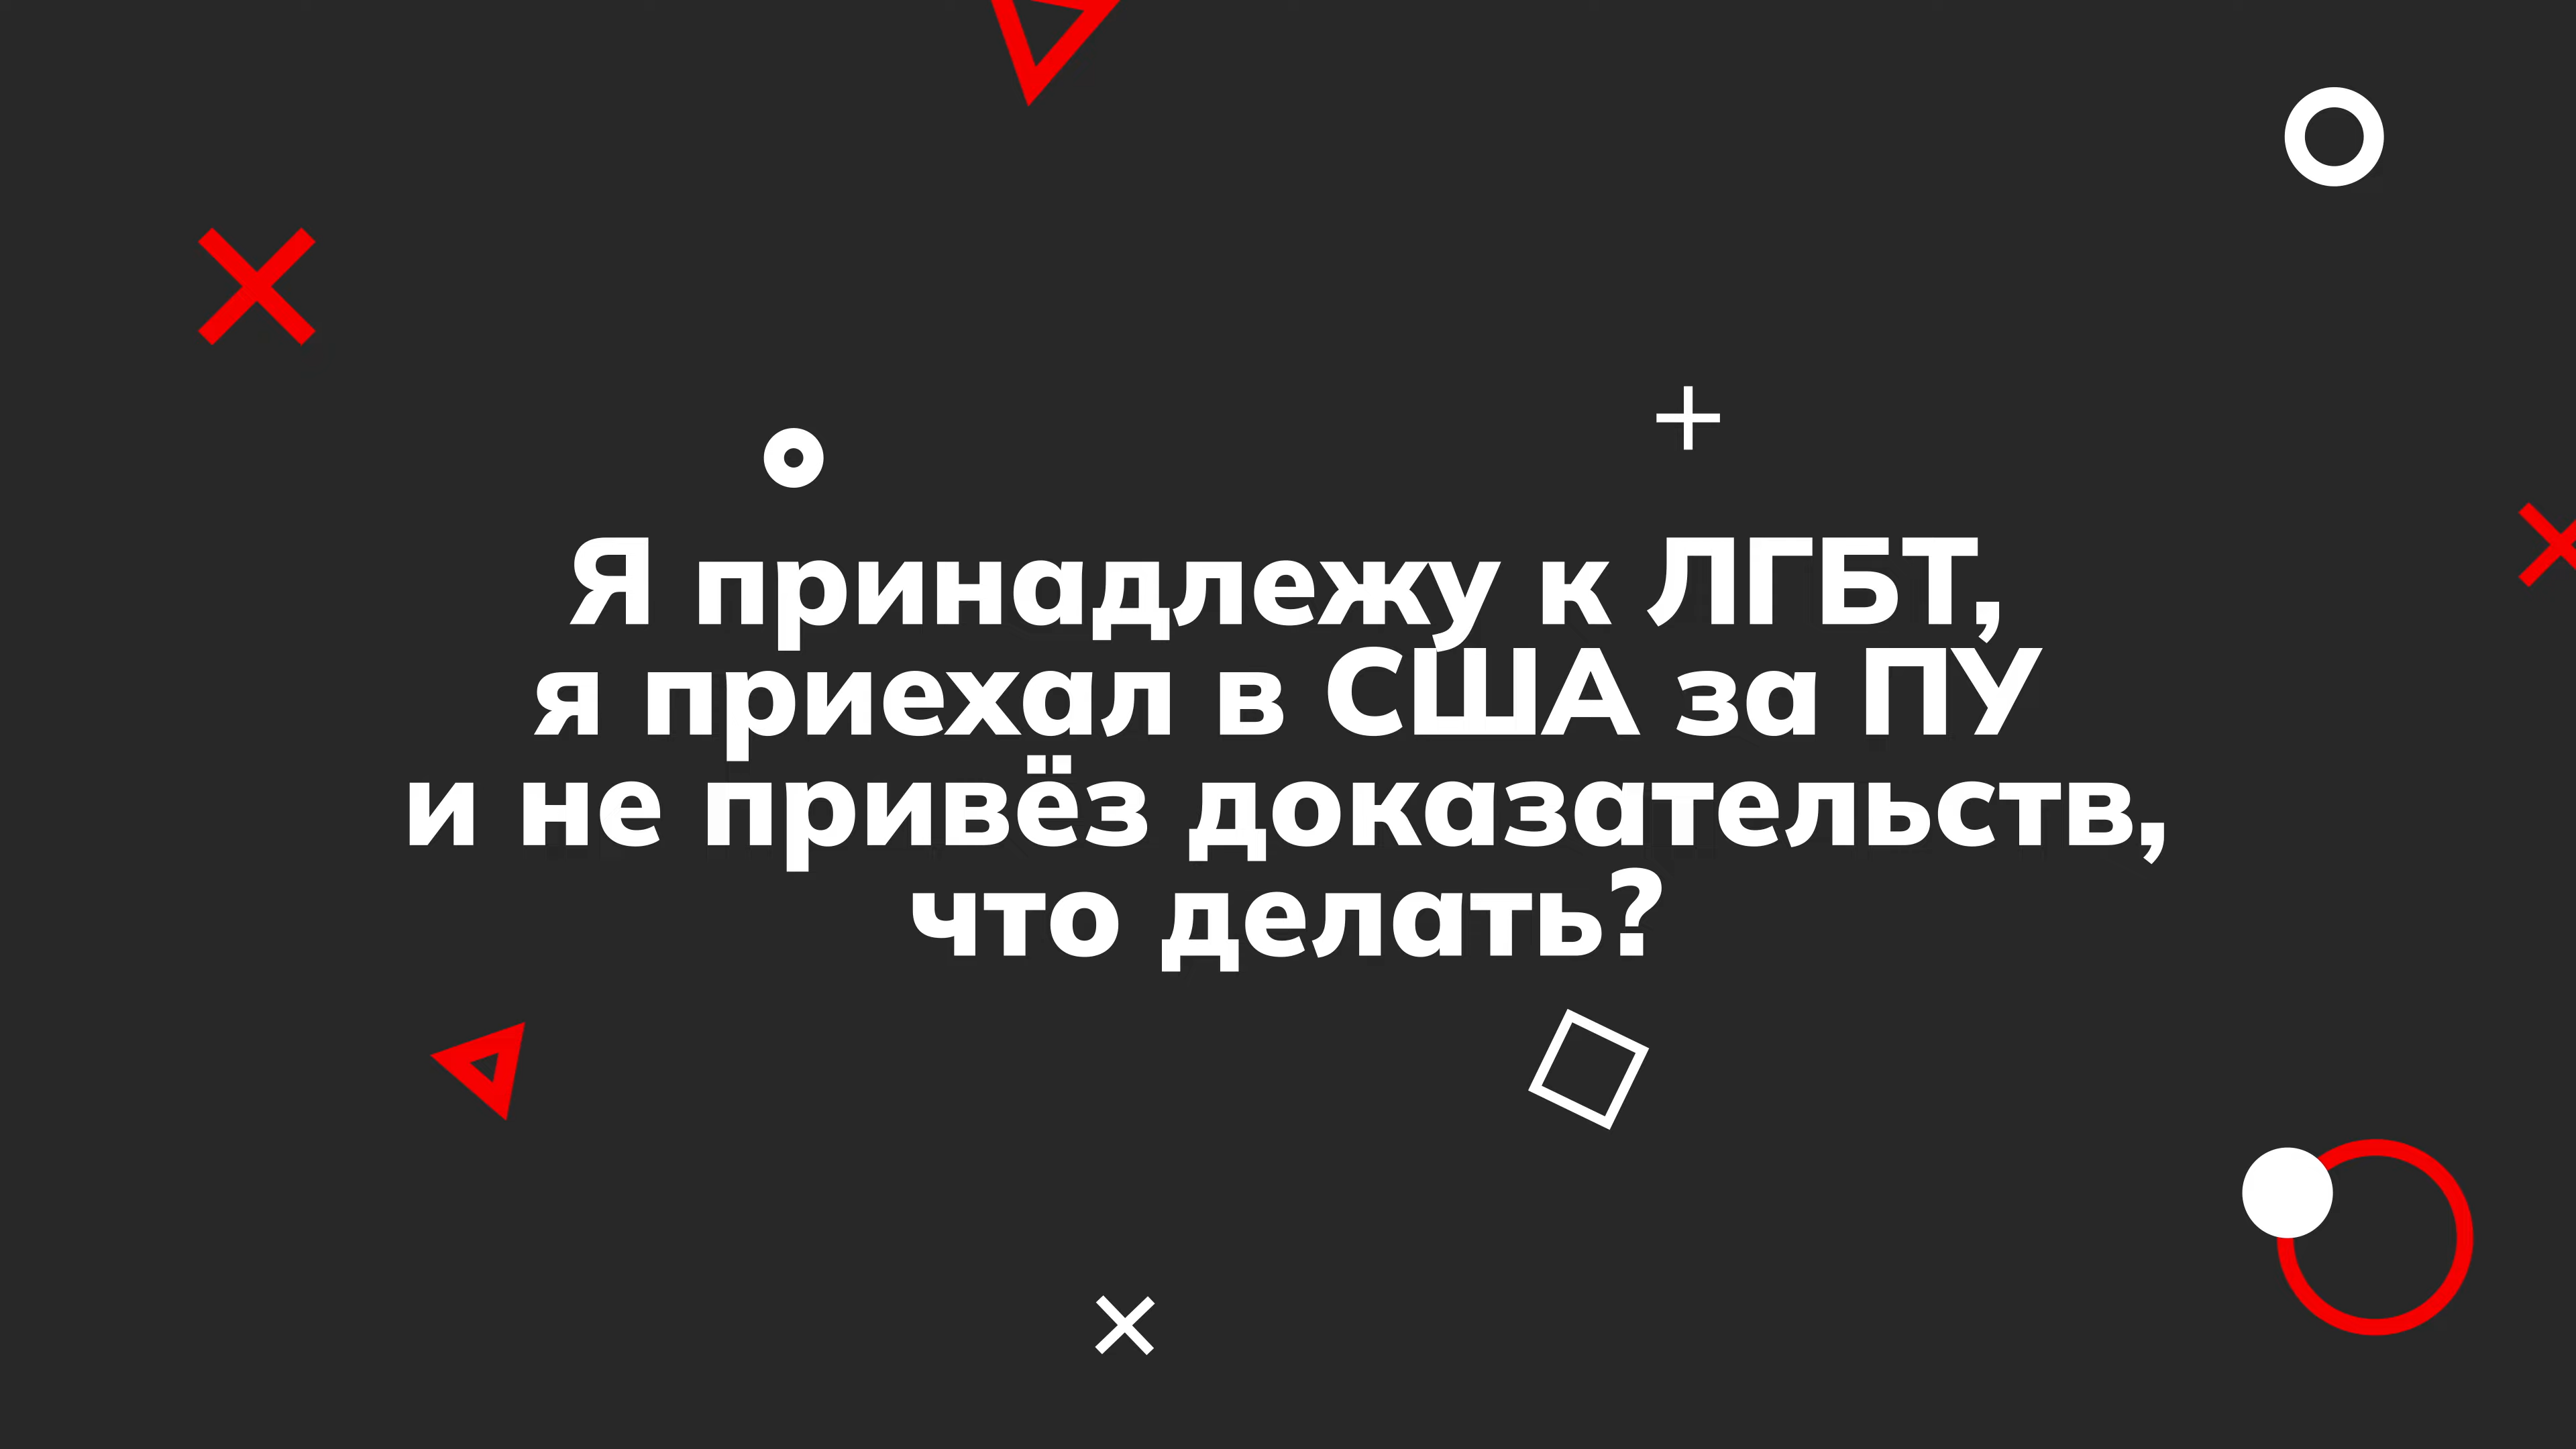 Я принадлежу к ЛГБТ,
я приехал в США за ПУ
и не привёз доказательств,
что делать?